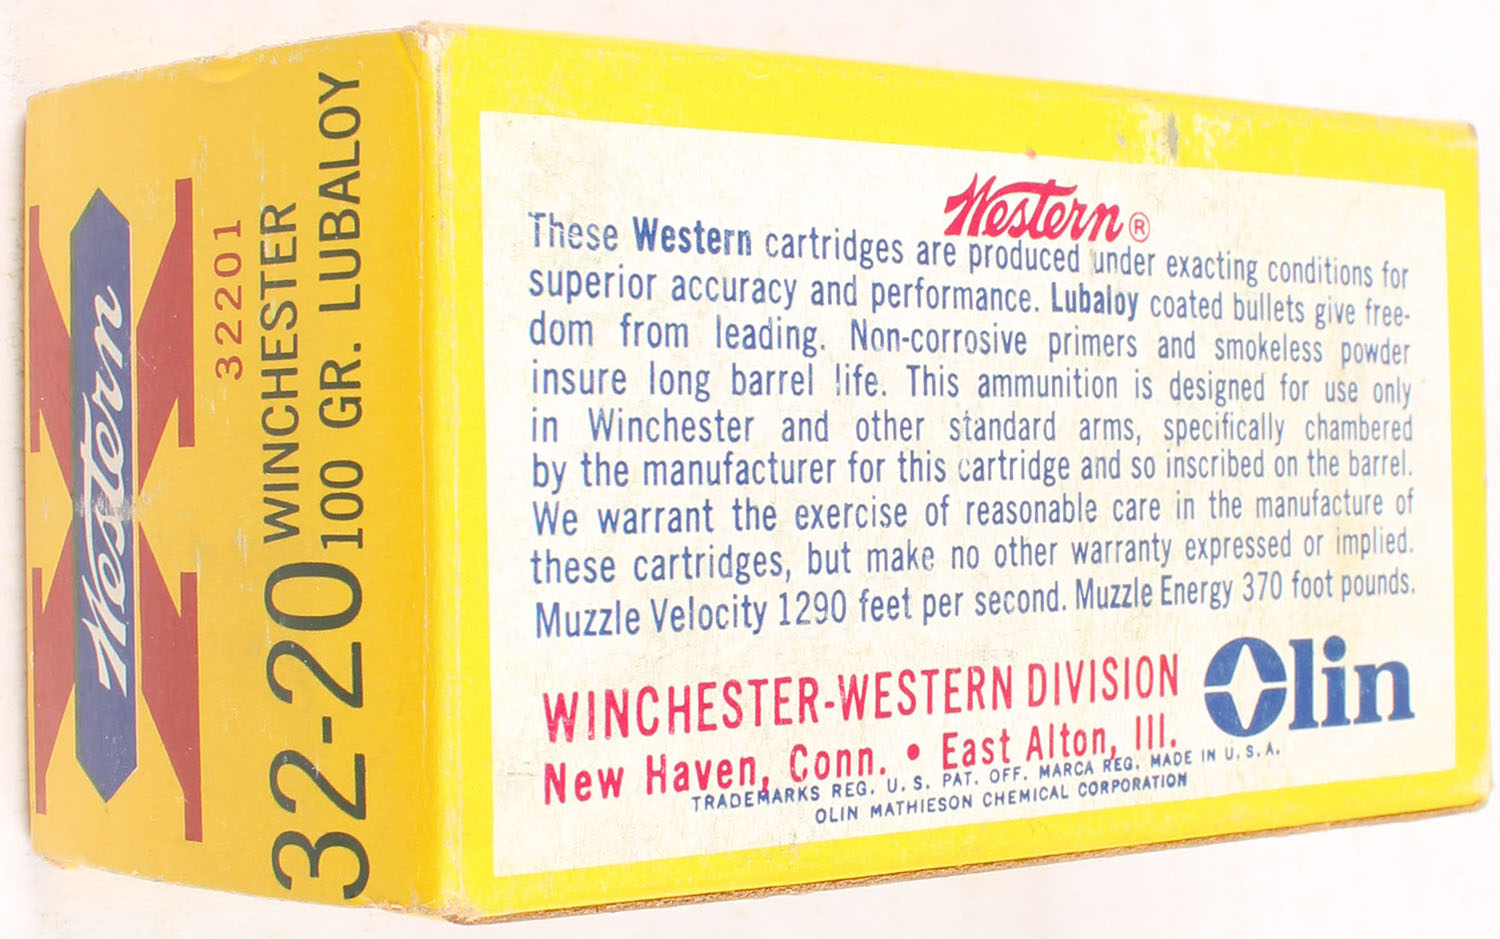 Western
32201
32-20 WINCHESTER
100 GR. LUBALOY
Western®
These Western cartridges are produced under exacting conditions for
superior accuracy and performance. Lubaloy coated bullets give free-
dom from leading. Non-corrosive primers and smokeless powder
insure long barrel life. This ammunition is designed for use only
in Winchester and other standard arms, specifically chambered
by the manufacturer for this cartridge and so inscribed on the barrel.
We warrant the exercise of reasonable care in the manufacture of
these cartridges, but make no other warranty expressed or implied.
Muzzle Velocity 1290 feet per second. Muzzle Energy 370 foot pounds.
WINCHESTER-WESTERN DIVISION
New Haven, Conn. • East Alton, Ill.
Olin
TRADEMARKS REG. U. S. PAT. OFF. MARCA REG. MADE IN U. S. A.
OLIN MATHIESON CHEMICAL CORPORATION